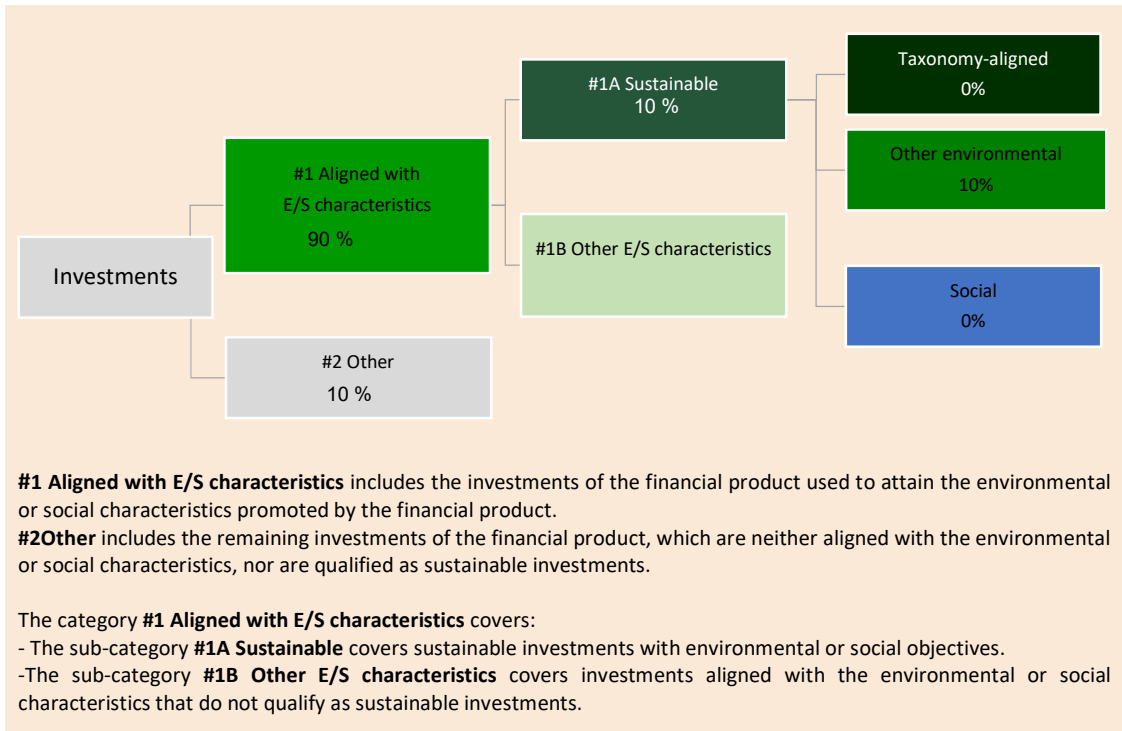 Investments
#1 Aligned with
E/S characteristics
90 %
#2 Other
10 %
#1A Sustainable
10 %
#1B Other E/S characteristics
Taxonomy-aligned
0%
Other environmental
10%
Social
0%
#1 Aligned with E/S characteristics includes the investments of the financial product used to attain the environmental
or social characteristics promoted by the financial product.
#2Other includes the remaining investments of the financial product, which are neither aligned with the environmental
or social characteristics, nor are qualified as sustainable investments.
The category #1 Aligned with E/S characteristics covers:
- The sub-category #1A Sustainable covers sustainable investments with environmental or social objectives.
-The sub-category #1B Other E/S characteristics covers investments aligned with the environmental or social
characteristics that do not qualify as sustainable investments.